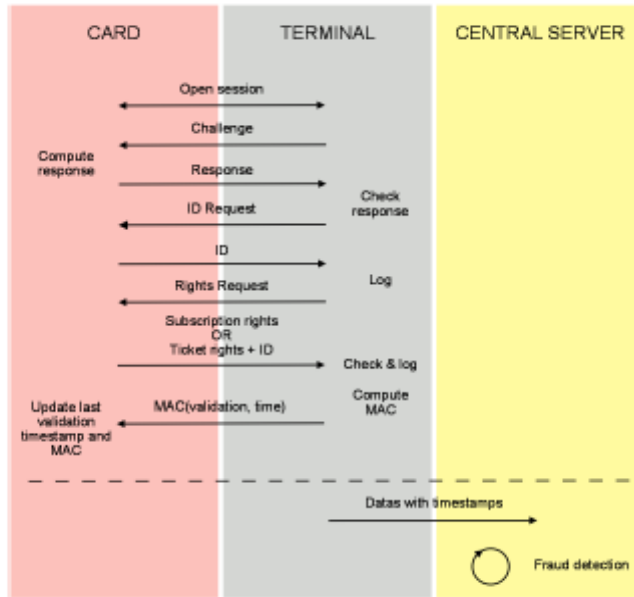 CARD
TERMINAL
CENTRAL SERVER
Open session
Challenge
Compute
response
Response
Check
response
ID Request
ID
Log
Rights Request
Subscription rights
OR
Ticket rights + ID
Check & log
Compute
MAC
MAC(validation, time)
Update last
validation
timestamp and
MAC
Datas with timestamps
Fraud detection